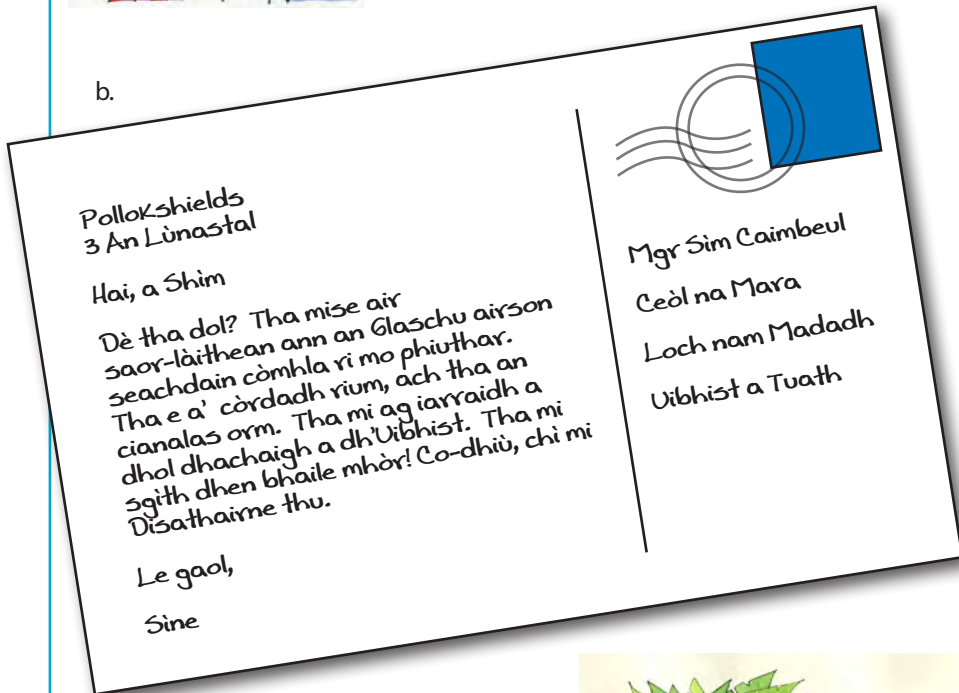 b.
Pollokshields
3 An Lùnastal
Hai, a Shìm
Dè tha dol? Tha mise air
saor-làithean ann an Glaschu airson
seachdain còmhla ri mo phiuthar.
Tha e a' còrdadh rium, ach tha an
cianalas orm. Tha mi ag iarraidh a
dhol dhachaigh a dh'Uibhist. Tha mi
sgìth dhen bhaile mhòr! Co-dhiù, chì mi
Disathairne thu.
Le gaol,
Sìne
Mgr Sìm Caimbeul
Ceòl na Mara
Loch nam Madadh
Uibhist a Tuath